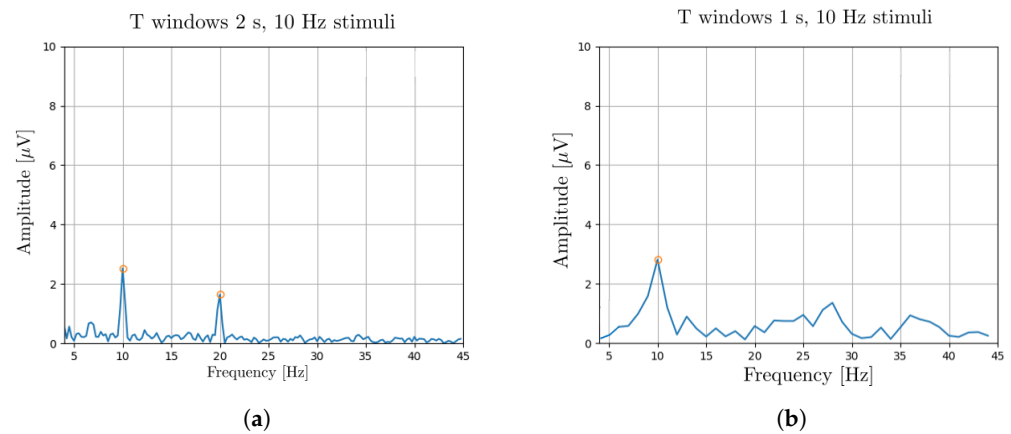 T windows 2 s, 10 Hz stimuli
10
8
6
4
2
0
Amplitude [μV]
5 10 15 20 25 30 35 40 45
Frequency [Hz]
(a)
T windows 1 s, 10 Hz stimuli
10
8
6
4
2
0
Amplitude [μV]
5 10 15 20 25 30 35 40 45
Frequency [Hz]
(b)